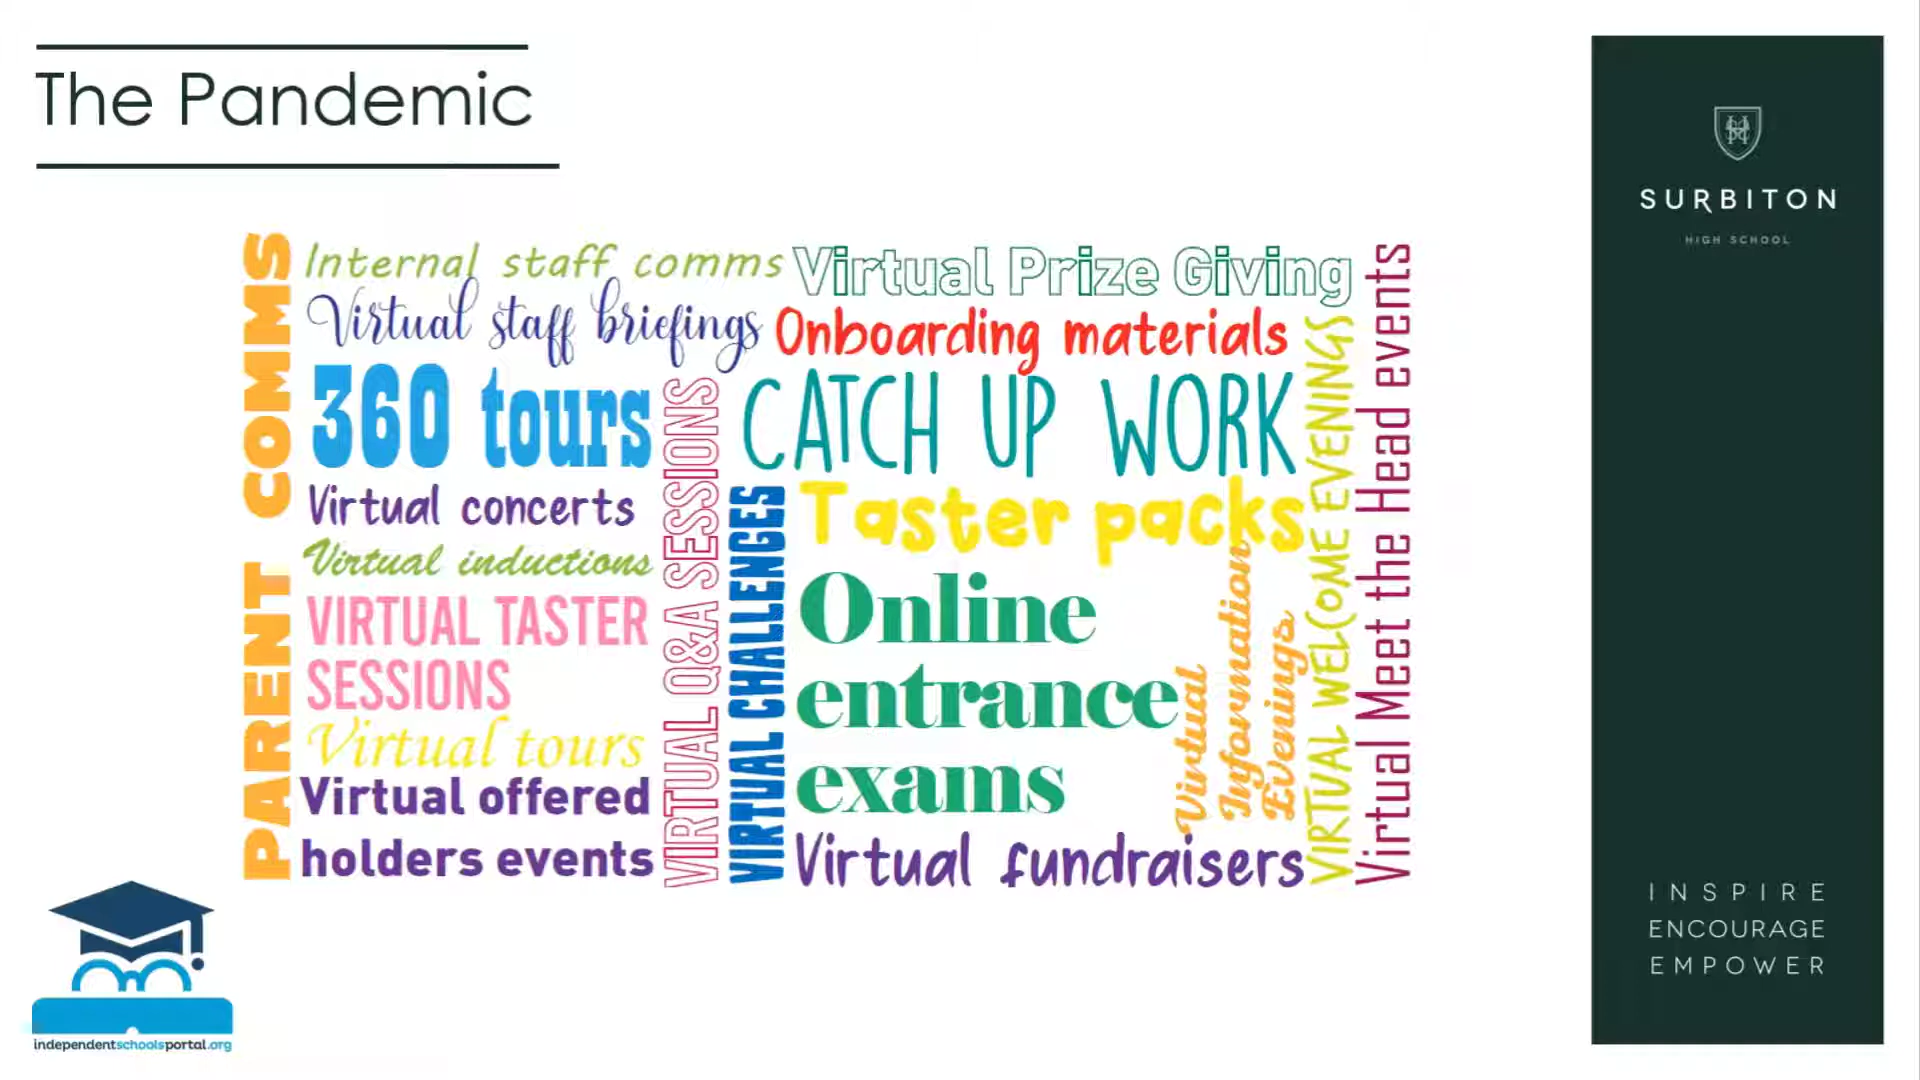 The Pandemic
PARENT COMMS
Internal staff comms
Virtual staff briefings
360 tours
Virtual concerts
Virtual inductions
VIRTUAL TASTER
SESSIONS
Virtual tours
Virtual offered
holders events
VIRTUAL Q&A SESSIONS
VIRTUAL CHALLENGES
Virtual Prize Giving
Onboarding materials
CATCH UP WORK
Taster packs
Online
entrance
exams
Virtual
Information
Evenings
Virtual fundraisers
VIRTUAL WELCOME EVENINGS
Virtual Meet the Head events
SURBITON
HIGH SCHOOL
INSPIRE
ENCOURAGE
EMPOWER
independentschoolsportal.org